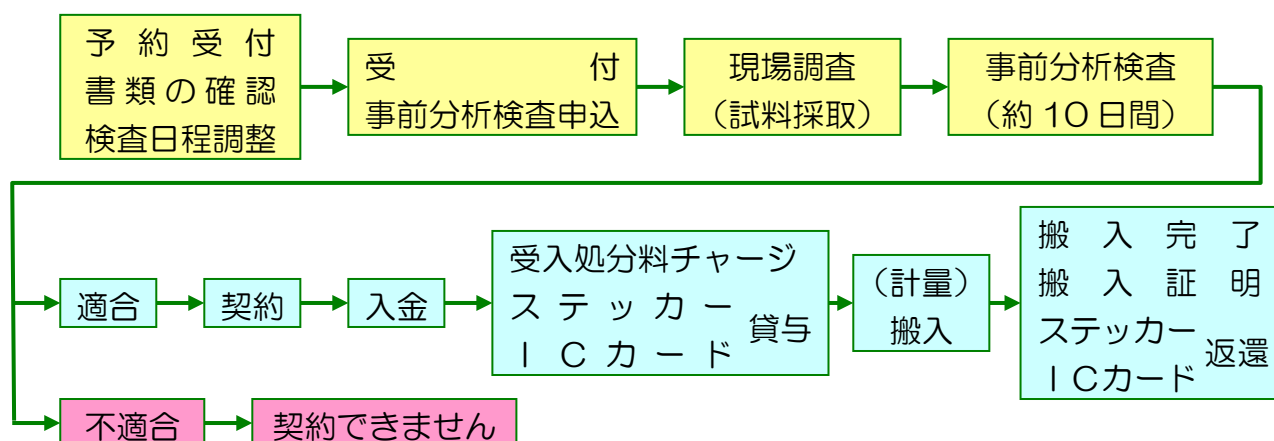 予約受付
書類の確認
検査日程調整
受付
事前分析検査申込
現場調査
（試料採取）
事前分析検査
（約10日間）
適合
契約
入金
受入処分料チャージ
ステッカー
ＩＣカード
貸与
（計量）
搬入
搬入完了
搬入証明
ステッカー
ＩＣカード
返還
不適合
契約できません